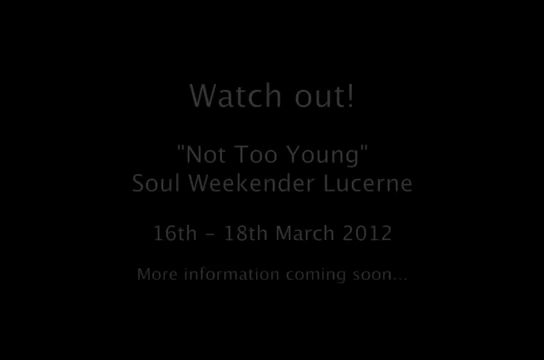 Watch out!
"Not Too Young"
Soul Weekender Lucerne
16th - 18th March 2012
More information coming soon...